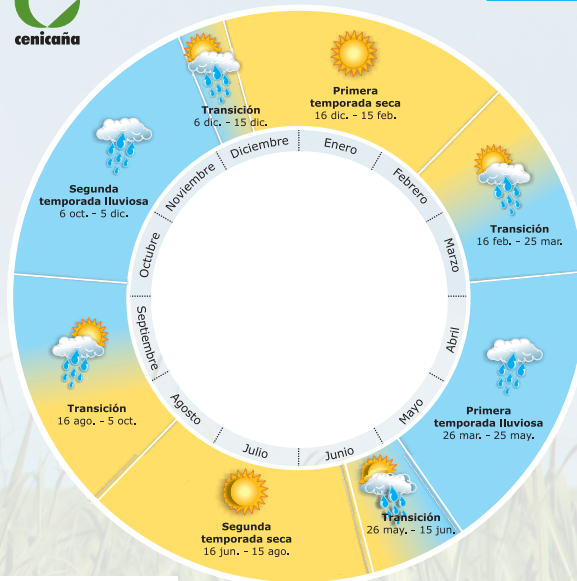 cenicaña
Primera
temporada seca
16 dic. - 15 feb.
Transición
16 feb. - 25 mar.
Primera
temporada lluviosa
26 mar. - 25 may.
Transición
26 may. - 15 jun.
Segunda
temporada seca
16 jun. - 15 ago.
Transición
16 ago. - 5 oct.
Segunda
temporada lluviosa
6 oct. - 5 dic.
Transición
6 dic. - 15 dic.
Enero
Febrero
Marzo
Abril
Mayo
Junio
Julio
Agosto
Septiembre
Octubre
Noviembre
Diciembre